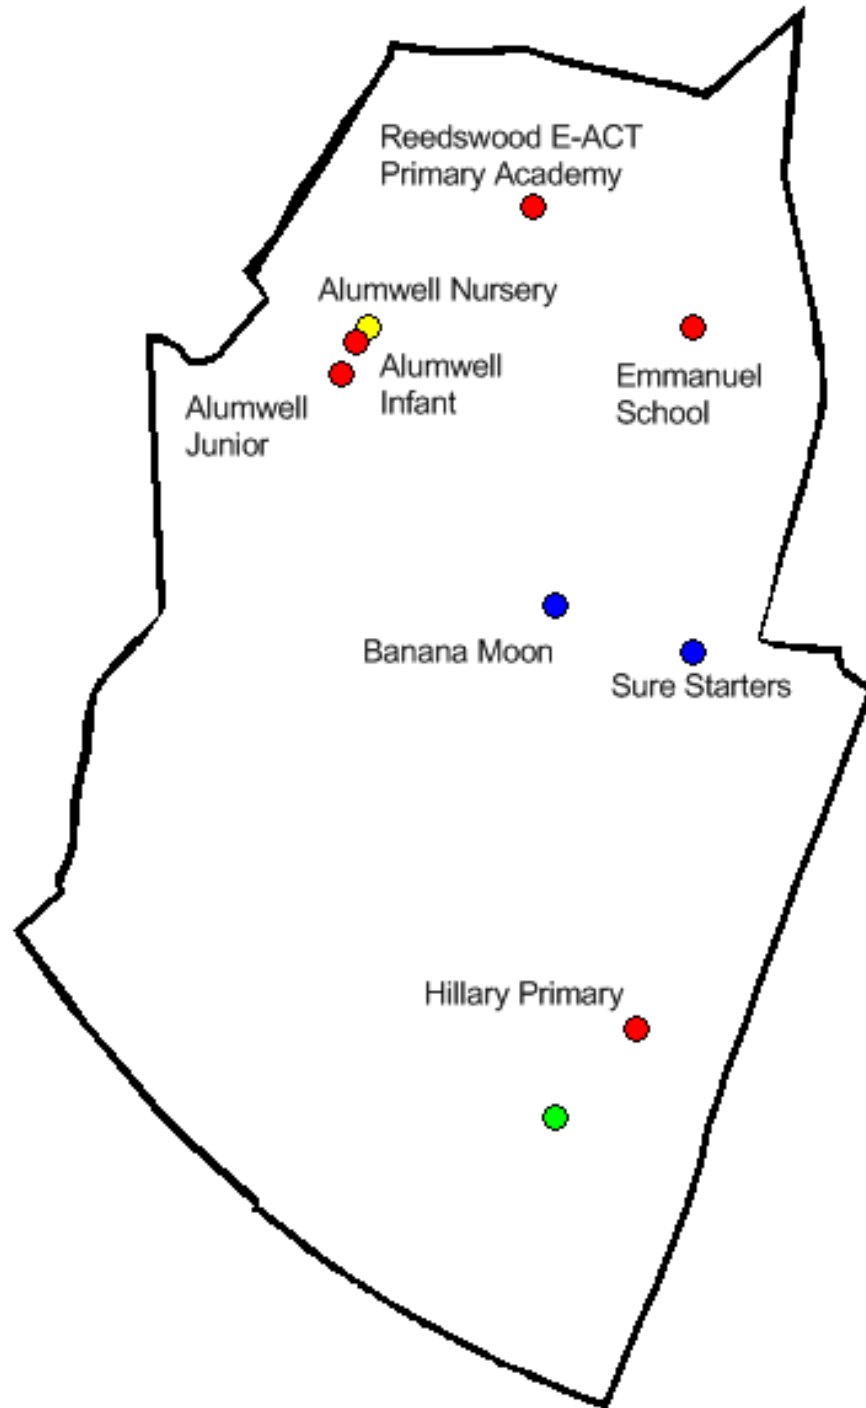 Reedswood E-ACT
Primary Academy
Alumwell Nursery
Alumwell
Infant
Emmanuel
School
Alumwell
Junior
Banana Moon
Sure Starters
Hillary Primary